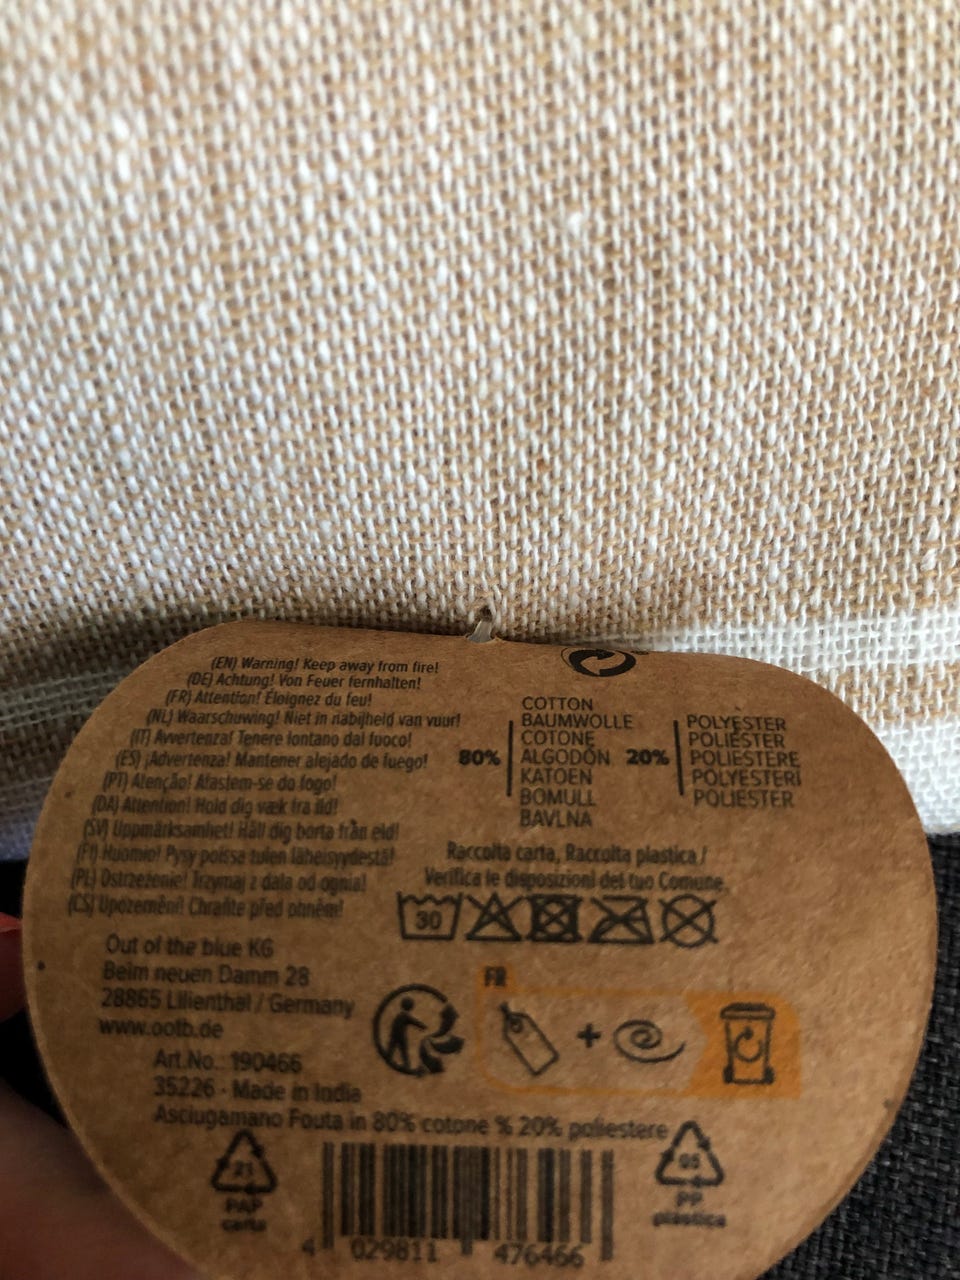 (EN) Warning! Keep away from fire!
(DE) Achtung! Von Feuer fernhalten!
(FR) Attention! Éloignez du feu!
(NL) Waarschuwing! Niet in nabijheid van vuur!
(IT) Avvertenza! Tenere lontano dal fuoco!
(ES) ¡Advertenza! Mantener alejado de fuego!
(PT) Atenção! Afastem-se do fogo!
(DA) Attention! Hold dig væk fra ild!
(SV) Uppmärksamhet! Håll dig borta från eld!
(FI) Huomio! Pysy poissa tulen läheisyydestä!
(PL) Ostrzeżenie! Trzymaj z dala od ognia!
(CS) Upozornění! Chraňte před ohněm!
80%
COTTON
BAUMWOLLE
COTONE
ALGODÓN
KATOEN
BOMULL
BAVLNA
20%
POLYESTER
POLIÉSTER
POLIESTERE
POLYESTERI
POLIESTER
Raccolta carta, Raccolta plastica /
Verifica le disposizioni del tuo Comune.
30
Out of the blue KG
Beim neuen Damm 28
28865 Lilienthal / Germany
www.ootb.de
FR
+
Art.No.: 190466
35226 - Made in India
Asciugamano Fouta in 80% cotone % 20% poliestere
21
PAP
carta
05
PP
plastica
4 029811 476466